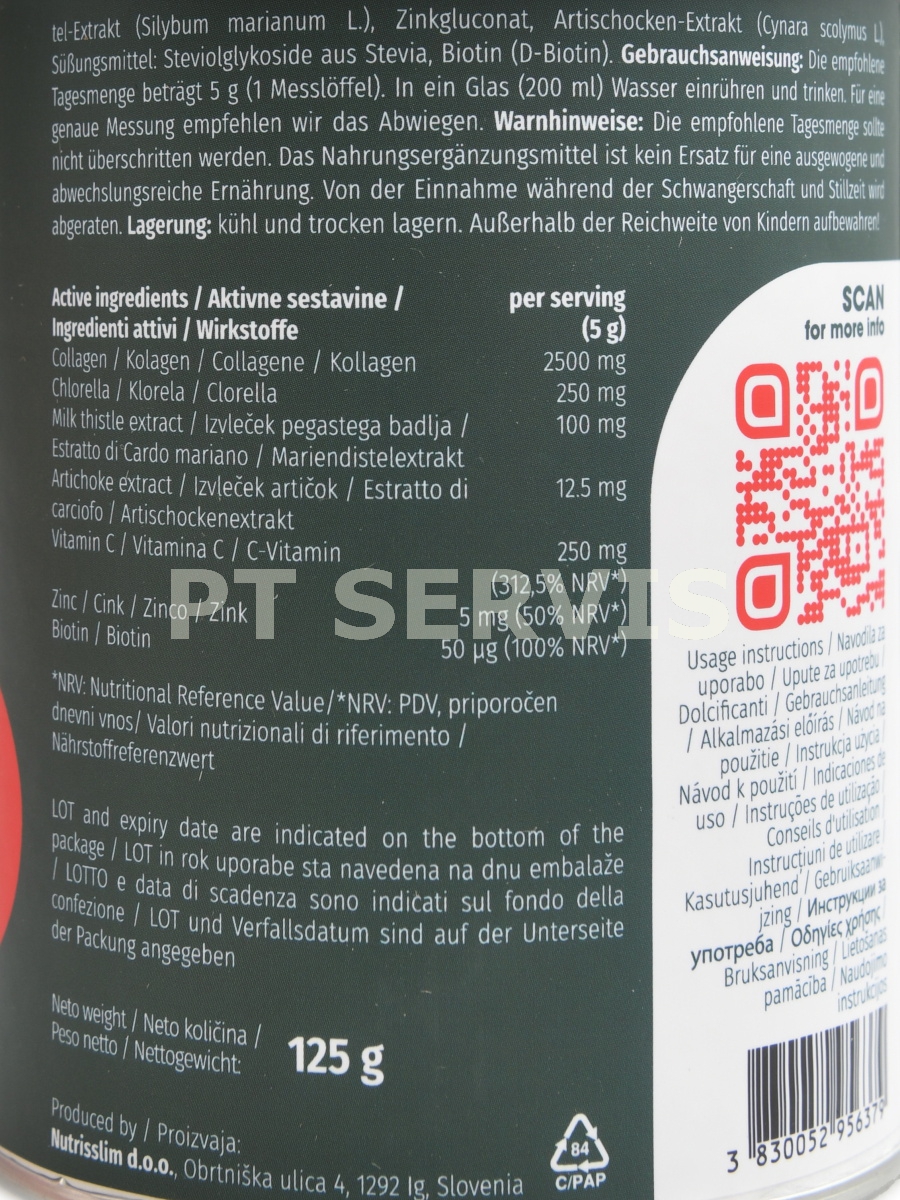 tel-Extrakt (Silybum marianum L.), Zinkgluconat, Artischocken-Extrakt (Cynara scolymus L),
Süßungsmittel: Steviolglykoside aus Stevia, Biotin (D-Biotin). Gebrauchsanweisung: Die empfohlene
Tagesmenge beträgt 5 g (1 Messlöffel). In ein Glas (200 ml) Wasser einrühren und trinken. Für eine
genaue Messung empfehlen wir das Abwiegen. Warnhinweise: Die empfohlene Tagesmenge sollte
nicht überschritten werden. Das Nahrungsergänzungsmittel ist kein Ersatz für eine ausgewogene und
abwechslungsreiche Ernährung. Von der Einnahme während der Schwangerschaft und Stillzeit wird
abgeraten. Lagerung: kühl und trocken lagern. Außerhalb der Reichweite von Kindern aufbewahren!
Active ingredients / Aktivne sestavine / per serving
Ingredienti attivi / Wirkstoffe (5 g)
Collagen / Kolagen / Collagene / Kollagen 2500 mg
Chlorella / Klorela / Clorella 250 mg
Milk thistle extract / Izvleček pegastega badlja / 100 mg
Estratto di Cardo mariano / Mariendistelextrakt
Artichoke extract / Izvleček artičok / Estratto di 12.5 mg
carciofo / Artischockenextrakt
Vitamin C / Vitamina C / C-Vitamin 250 mg
(312,5% NRV*)
Zinc / Cink / Zinco / Zink 5 mg (50% NRV*)
Biotin / Biotin 50 µg (100% NRV*)
PT SERVIS
*NRV: Nutritional Reference Value/*NRV: PDV, priporočen
dnevni vnos/ Valori nutrizionali di riferimento /
Nährstoffreferenzwert
LOT and expiry date are indicated on the bottom of the
package / LOT in rok uporabe sta navedena na dnu embalaže
/ LOTTO e data di scadenza sono indicati sul fondo della
confezione / LOT und Verfallsdatum sind auf der Unterseite
der Packung angegeben
Neto weight / Neto količina /
Peso netto / Nettogewicht:
125 g
Produced by / Proizvaja:
Nutrisslim d.o.o., Obrtniška ulica 4, 1292 Ig, Slovenia
84
C/PAP
SCAN
for more info
Usage instructions / Navodila za
uporabo / Upute za upotrebu /
Dolcificanti / Gebrauchsanleitung
/ Alkalmazási előírás / Návod na
použitie / Instrukcja użycia /
Návod k použití / Indicaciones de
uso / Instruções de utilização
Conseils d'utilisation
Instrucțiuni de utilizare
Kasutusjuhend / Gebruiksaanwi-
jzing / Инструкции за
употреба / Οδηγίες χρήσης
Bruksanvisning / Lietošanas
pamācība / Naudojimo
instrukcijos
3 830052 956379